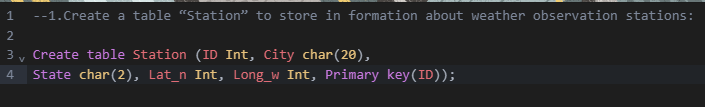 1 --1.Create a table “Station” to store in formation about weather observation stations:
2
3 Create table Station (ID Int, City char(20),
4 State char(2), Lat_n Int, Long_w Int, Primary key(ID));